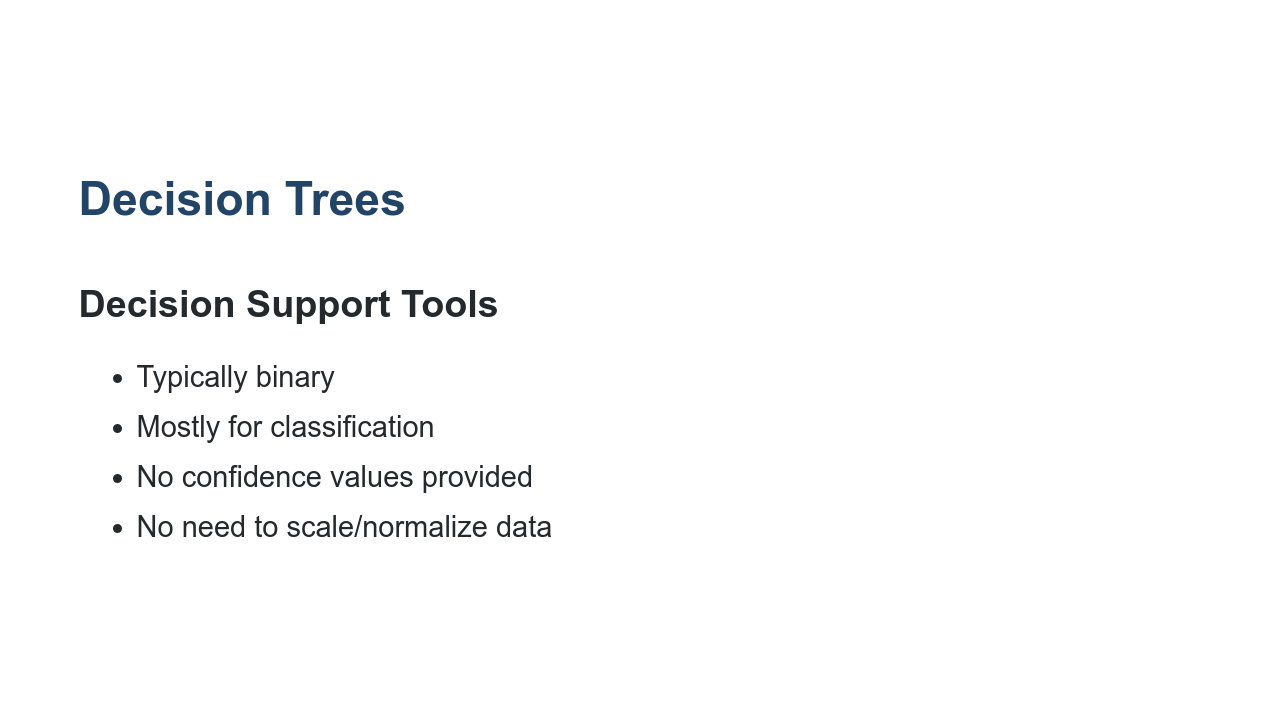 Decision Trees
Decision Support Tools
• Typically binary
• Mostly for classification
• No confidence values provided
• No need to scale/normalize data